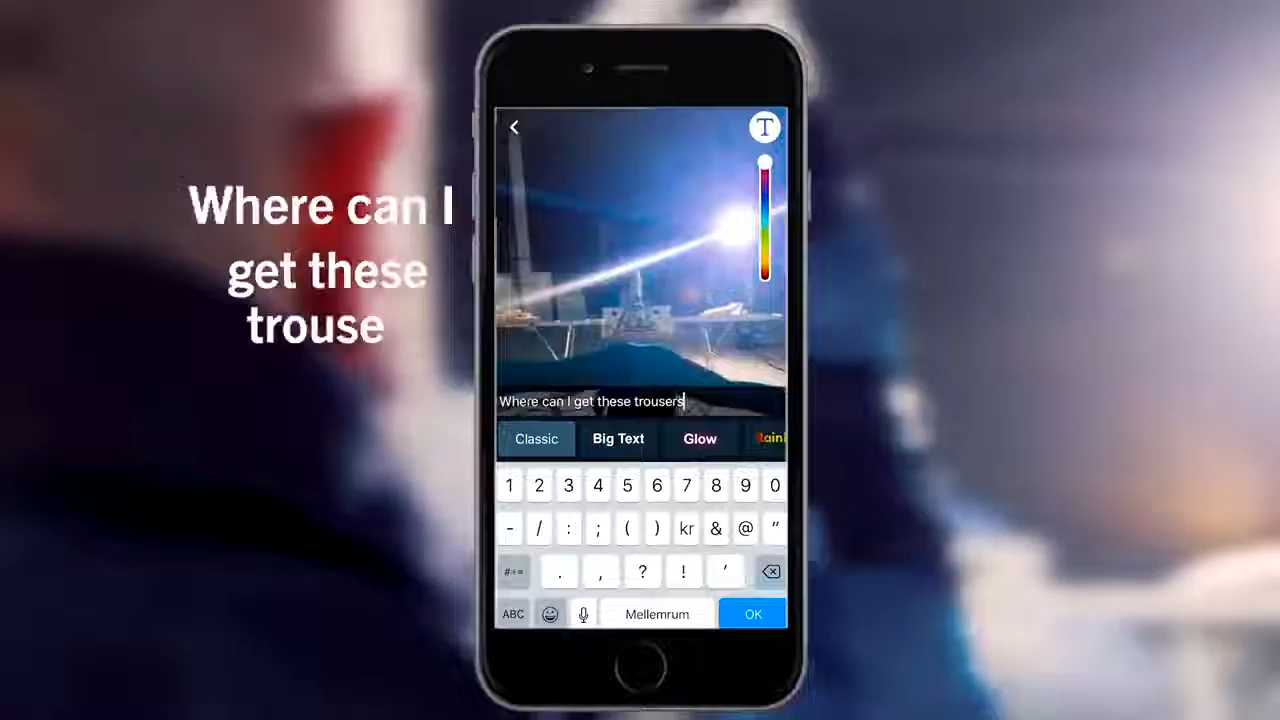 Where can I
get these
trouse
T
Where can I get these trousers
Classic Big Text Glow Rain
1 2 3 4 5 6 7 8 9 0
- / : ; ( ) kr & @ "
#+= . , ? ! '
ABC Mellemrum OK